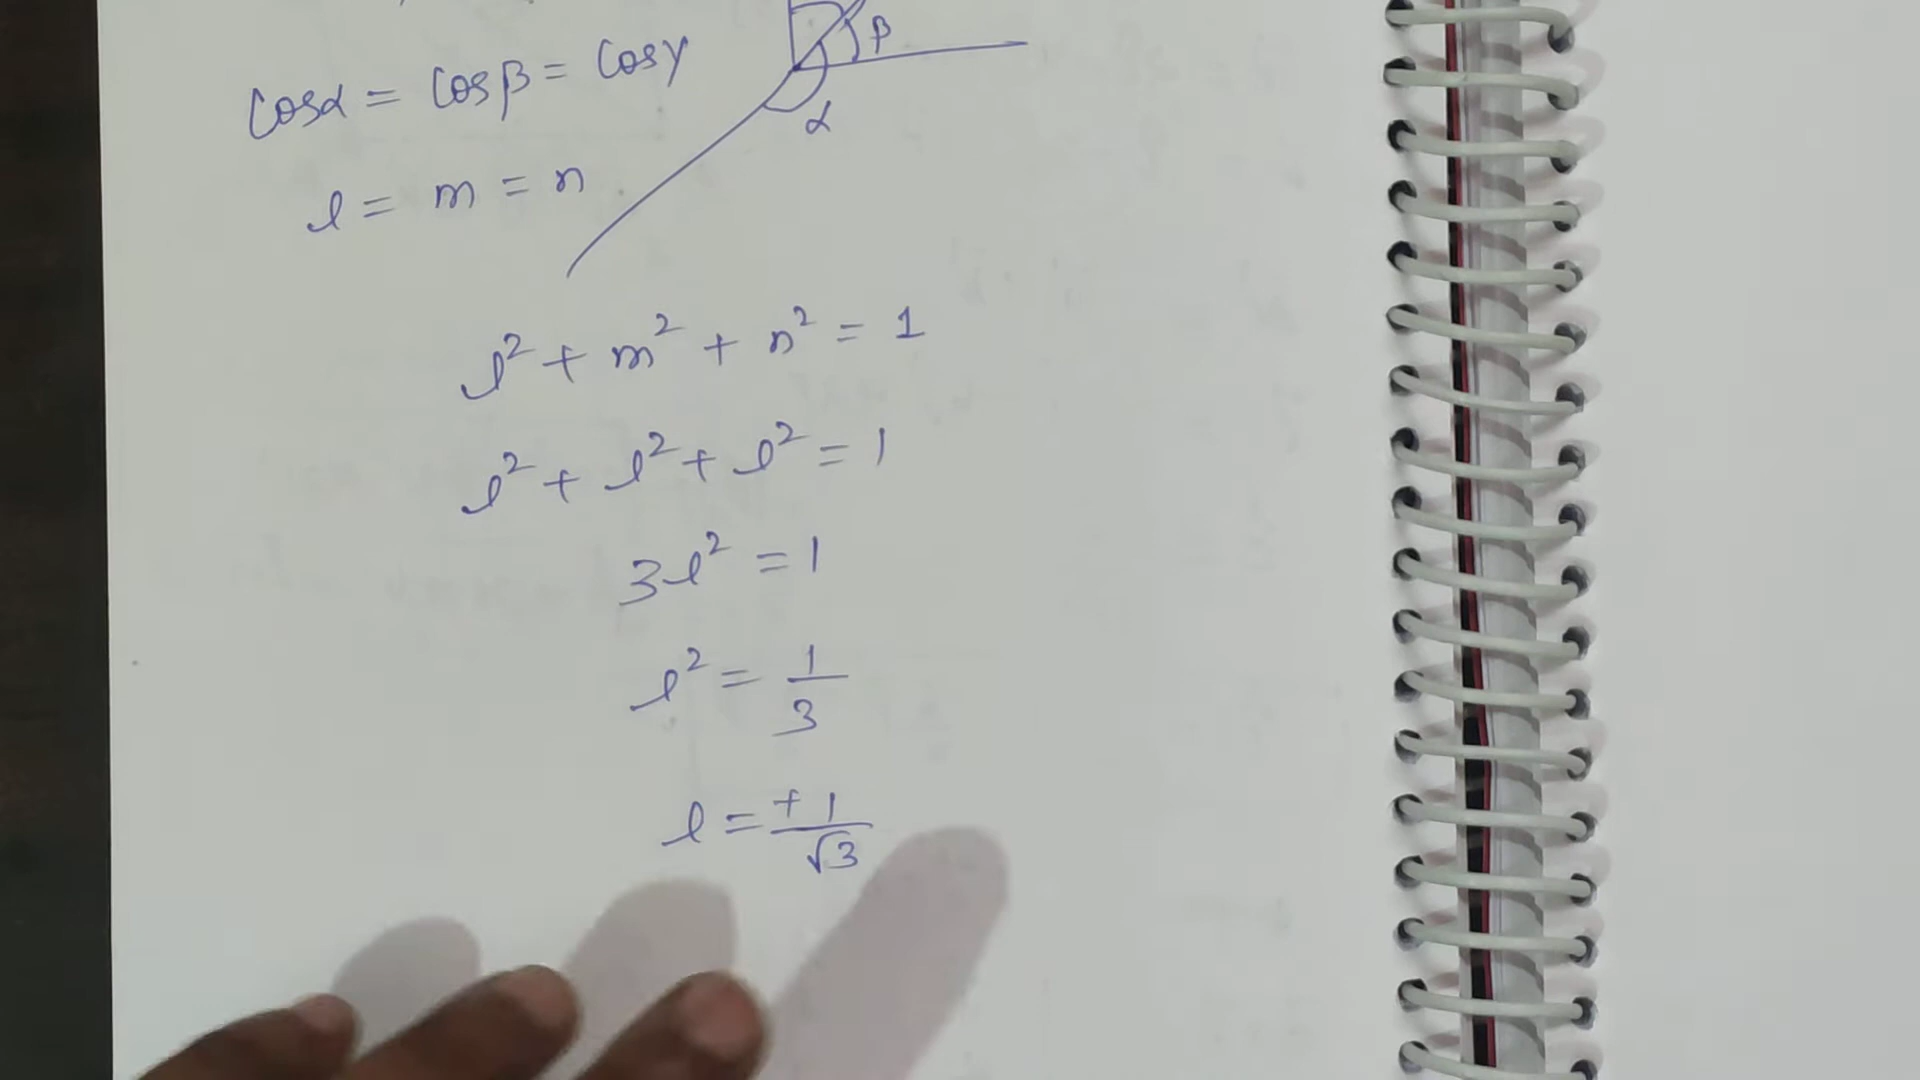 β
Cosα = Cosβ = Cosγ
α
l = m = n
l² + m² + n² = 1
l² + l² + l² = 1
3l² = 1
l² = 1/3
l = + 1/√3